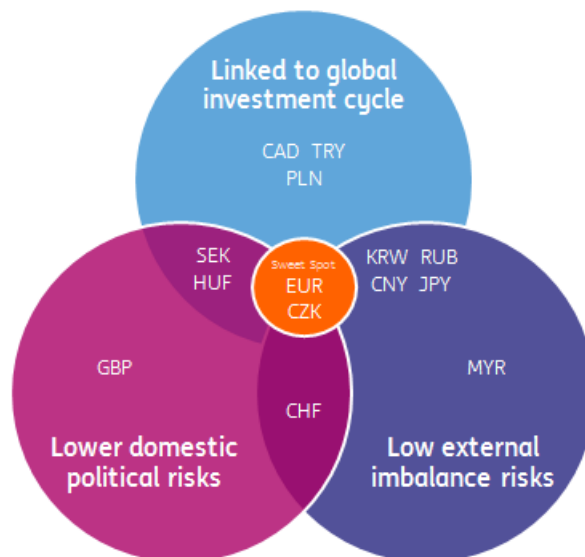 Linked to global
investment cycle
CAD TRY
PLN
SEK
HUF
Sweet Spot
EUR
CZK
KRW RUB
CNY JPY
GBP
CHF
MYR
Lower domestic
political risks
Low external
imbalance risks